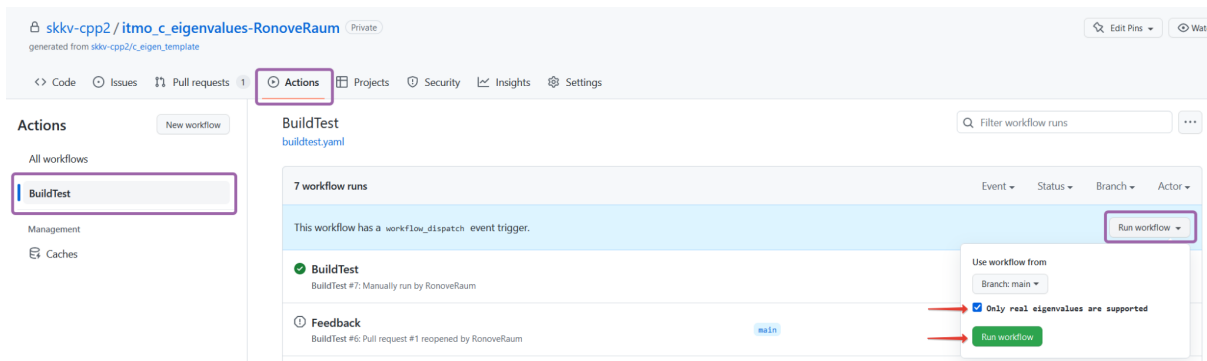 skkv-cpp2 / itmo_c_eigenvalues-RonoveRaum Private
Edit Pins
Wat
generated from skkv-cpp2/c_eigen_template
Code Issues Pull requests 1 Actions Projects Security Insights Settings
Actions
New workflow
All workflows
BuildTest
Management
Caches
BuildTest
buildtest.yaml
Filter workflow runs
7 workflow runs
Event Status Branch Actor
This workflow has a workflow_dispatch event trigger.
Run workflow
BuildTest
BuildTest #7: Manually run by RonoveRaum
Feedback
BuildTest #6: Pull request #1 reopened by RonoveRaum
main
Use workflow from
Branch: main
Only real eigenvalues are supported
Run workflow